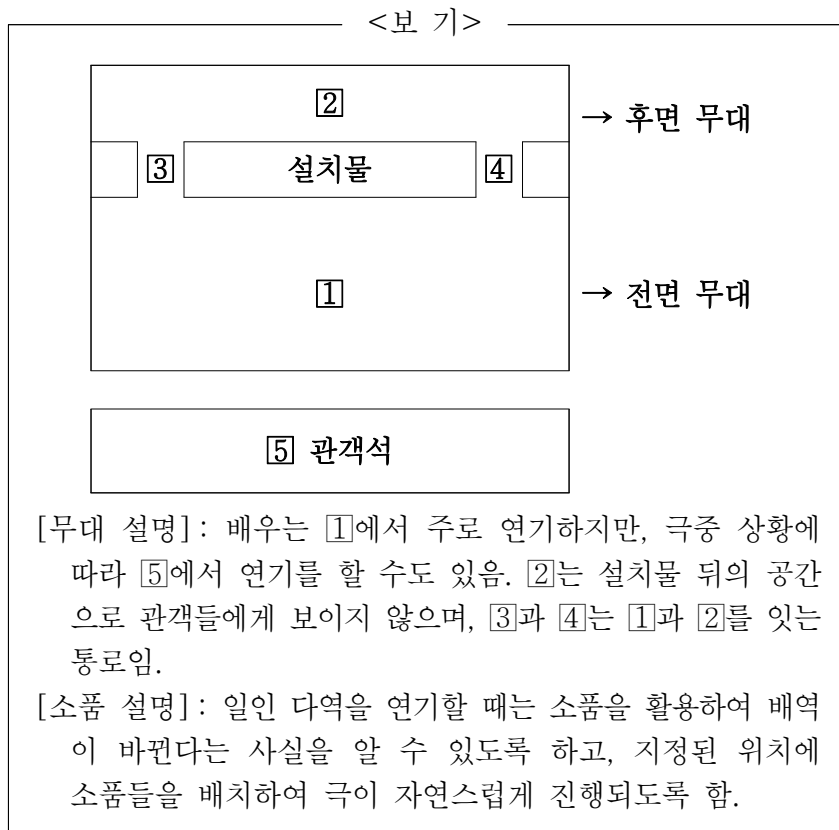 <보 기>
2
→ 후면 무대
3 설치물 4
1
→ 전면 무대
5 관객석
[무대 설명] : 배우는 1에서 주로 연기하지만, 극중 상황에
따라 5에서 연기를 할 수도 있음. 2는 설치물 뒤의 공간
으로 관객들에게 보이지 않으며, 3과 4는 1과 2를 잇는
통로임.
[소품 설명] : 일인 다역을 연기할 때는 소품을 활용하여 배역
이 바뀐다는 사실을 알 수 있도록 하고, 지정된 위치에
소품들을 배치하여 극이 자연스럽게 진행되도록 함.